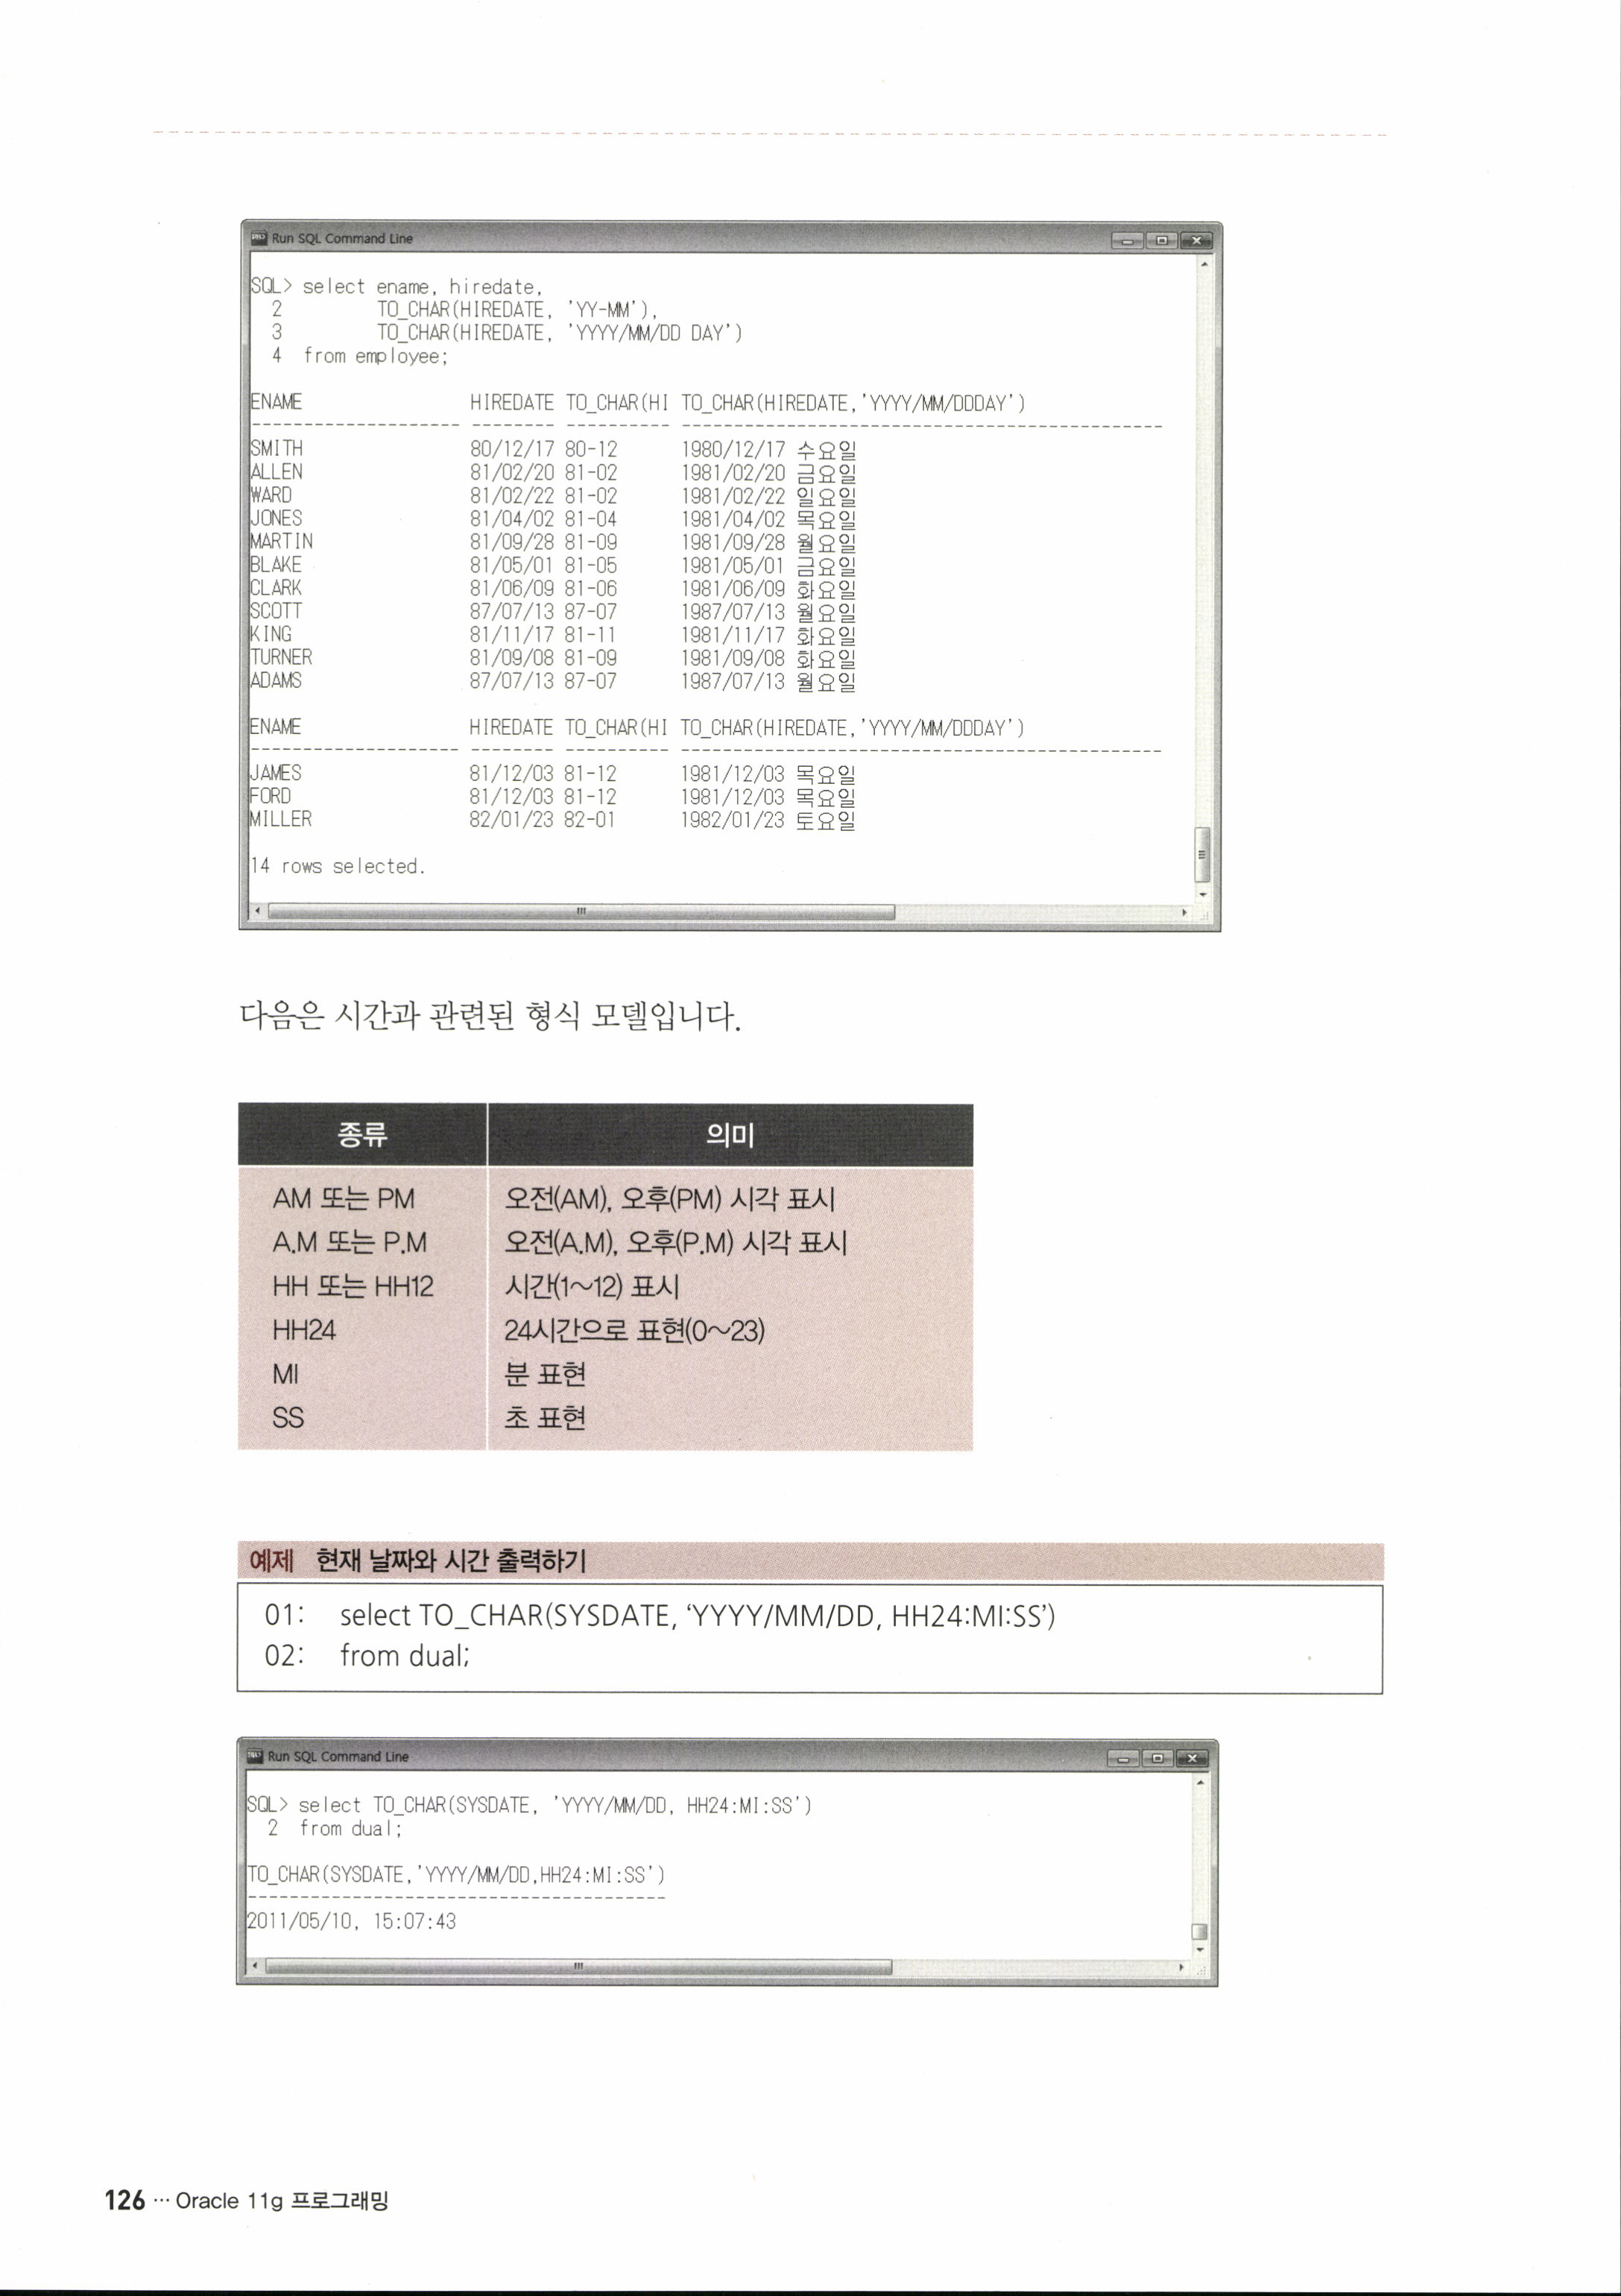 Run SQL Command Line
SQL> select ename, hiredate,
  2         TO_CHAR(HIREDATE, 'YY-MM'),
  3         TO_CHAR(HIREDATE, 'YYYY/MM/DD DAY')
  4  from employee;
ENAME                HIREDATE TO_CHAR(HI TO_CHAR(HIREDATE,'YYYY/MM/DDDAY')
-------------------- -------- ---------- ----------------------------------------------
SMITH                80/12/17 80-12      1980/12/17 수요일
ALLEN                81/02/20 81-02      1981/02/20 금요일
WARD                 81/02/22 81-02      1981/02/22 일요일
JONES                81/04/02 81-04      1981/04/02 목요일
MARTIN               81/09/28 81-09      1981/09/28 월요일
BLAKE                81/05/01 81-05      1981/05/01 금요일
CLARK                81/06/09 81-06      1981/06/09 화요일
SCOTT                87/07/13 87-07      1987/07/13 월요일
KING                 81/11/17 81-11      1981/11/17 화요일
TURNER               81/09/08 81-09      1981/09/08 화요일
ADAMS                87/07/13 87-07      1987/07/13 월요일
ENAME                HIREDATE TO_CHAR(HI TO_CHAR(HIREDATE,'YYYY/MM/DDDAY')
-------------------- -------- ---------- ----------------------------------------------
JAMES                81/12/03 81-12      1981/12/03 목요일
FORD                 81/12/03 81-12      1981/12/03 목요일
MILLER               82/01/23 82-01      1982/01/23 토요일
14 rows selected.
다음은 시간과 관련된 형식 모델입니다.
종류 의미
AM 또는 PM 오전(AM), 오후(PM) 시각 표시
A.M 또는 P.M 오전(A.M), 오후(P.M) 시각 표시
HH 또는 HH12 시간(1~12) 표시
HH24 24시간으로 표현(0~23)
MI 분 표현
SS 초 표현
예제 현재 날짜와 시간 출력하기
01: select TO_CHAR(SYSDATE, ‘YYYY/MM/DD, HH24:MI:SS’)
02: from dual;
Run SQL Command Line
SQL> select TO_CHAR(SYSDATE, 'YYYY/MM/DD, HH24:MI:SS')
  2  from dual;
TO_CHAR(SYSDATE,'YYYY/MM/DD,HH24:MI:SS')
----------------------------------------
2011/05/10, 15:07:43
126 ··· Oracle 11g 프로그래밍